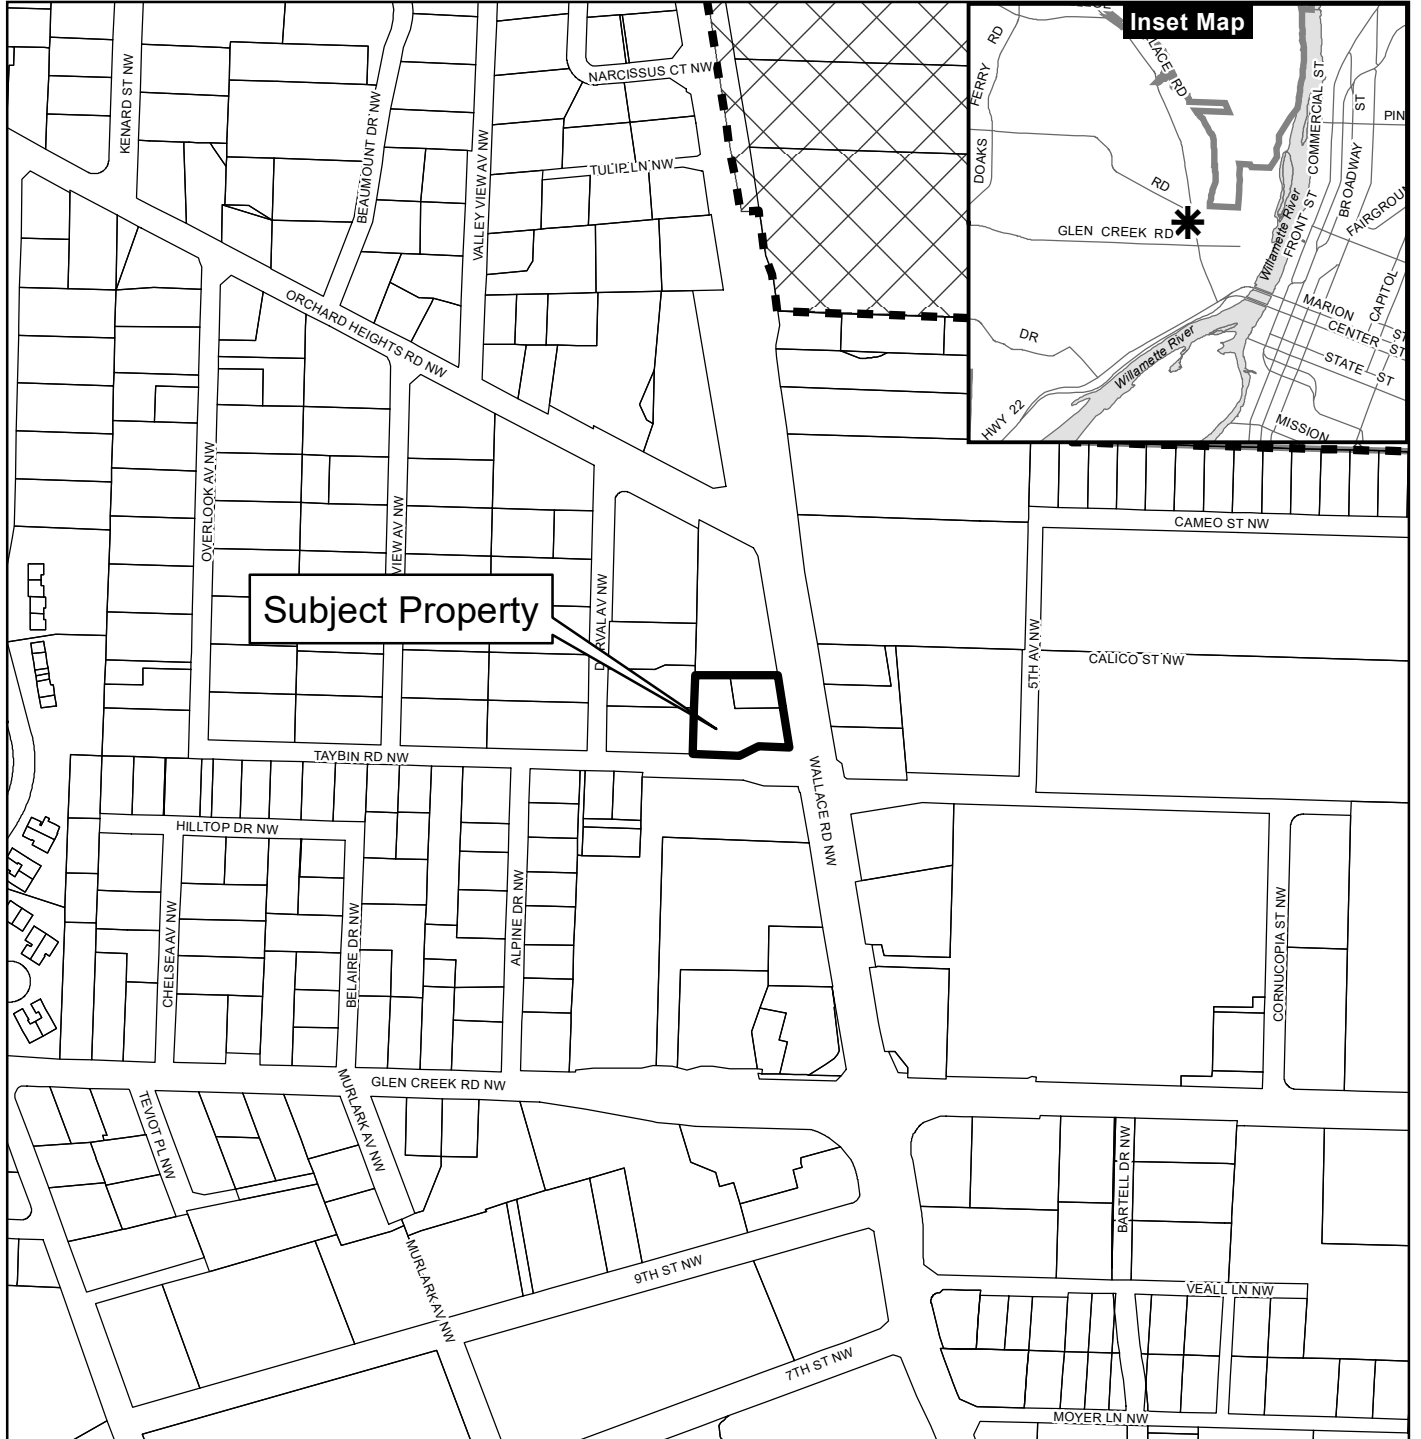 Inset Map
KENARD ST NW
BEAUMOUNT DR NW
VALLEY VIEW AV NW
NARCISSUS CT NW
TULIP LN NW
ORCHARD HEIGHTS RD NW
OVERLOOK AV NW
VIEW AV NW
Subject Property
TAYBIN RD NW
HILLTOP DR NW
CHELSEA AV NW
BELAIRE DR NW
ALPINE DR NW
WALLACE RD NW
CAMEO ST NW
5TH AV NW
CALICO ST NW
CORNUCOPIA ST NW
GLEN CREEK RD NW
TEVIOT PL NW
MURLARK AV NW
MURLARK AV NW
9TH ST NW
7TH ST NW
BARTELL DR NW
VEALL LN NW
MOYER LN NW
DOAKS FERRY RD
LACE RD
RD
GLEN CREEK RD
DR
HWY 22
Willamette River
Willamette River
FRONT ST
COMMERCIAL ST
BROADWAY ST
PIN
FAIRGROU
CAPITOL
MARION ST
CENTER ST
STATE ST
MISSION